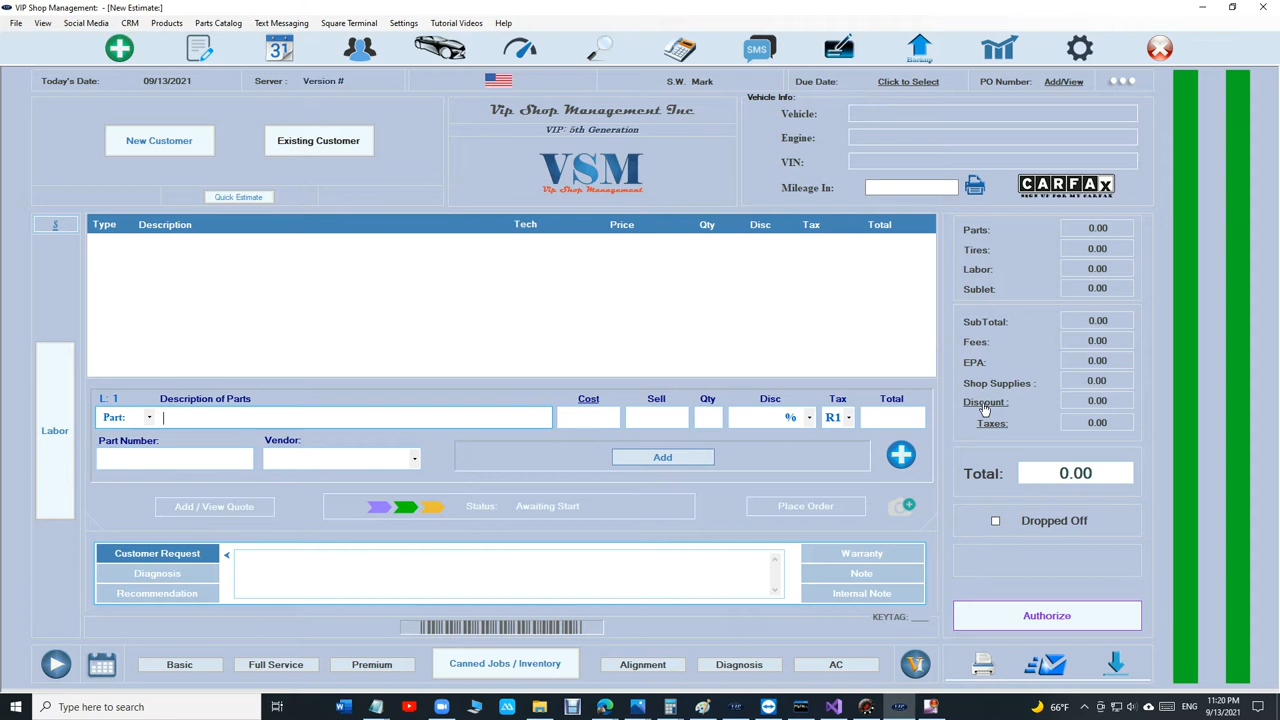 VIP Shop Management: - [New Estimate:]
File View Social Media CRM Products Parts Catalog Text Messaging Square Terminal Settings Tutorial Videos Help
31 SMS Backup
Today's Date: 09/13/2021 Server : Version # S.W. Mark Due Date: Click to Select PO Number: Add/View
New Customer Existing Customer
Quick Estimate
Vip Shop Management Inc
VIP: 5th Generation
VSM
Vip Shop Management
Vehicle Info:
Vehicle:
Engine:
VIN:
Mileage In:
CARFAX
SIGN UP FOR MY CARFAX
$ Type Description Tech Price Qty Disc Tax Total
Labor
L: 1 Description of Parts Cost Sell Qty Disc Tax Total
Part: % R1
Part Number: Vendor:
Add
Add / View Quote Status: Awaiting Start Place Order
Customer Request < Warranty
Diagnosis Note
Recommendation Internal Note
KEYTAG: ___
Parts: 0.00
Tires: 0.00
Labor: 0.00
Sublet: 0.00
SubTotal: 0.00
Fees: 0.00
EPA: 0.00
Shop Supplies : 0.00
Discount : 0.00
Taxes: 0.00
Total: 0.00
Dropped Off
Authorize
Basic Full Service Premium Canned Jobs / Inventory Alignment Diagnosis AC V
Type here to search
66°F 11:20 PM
9/13/2021